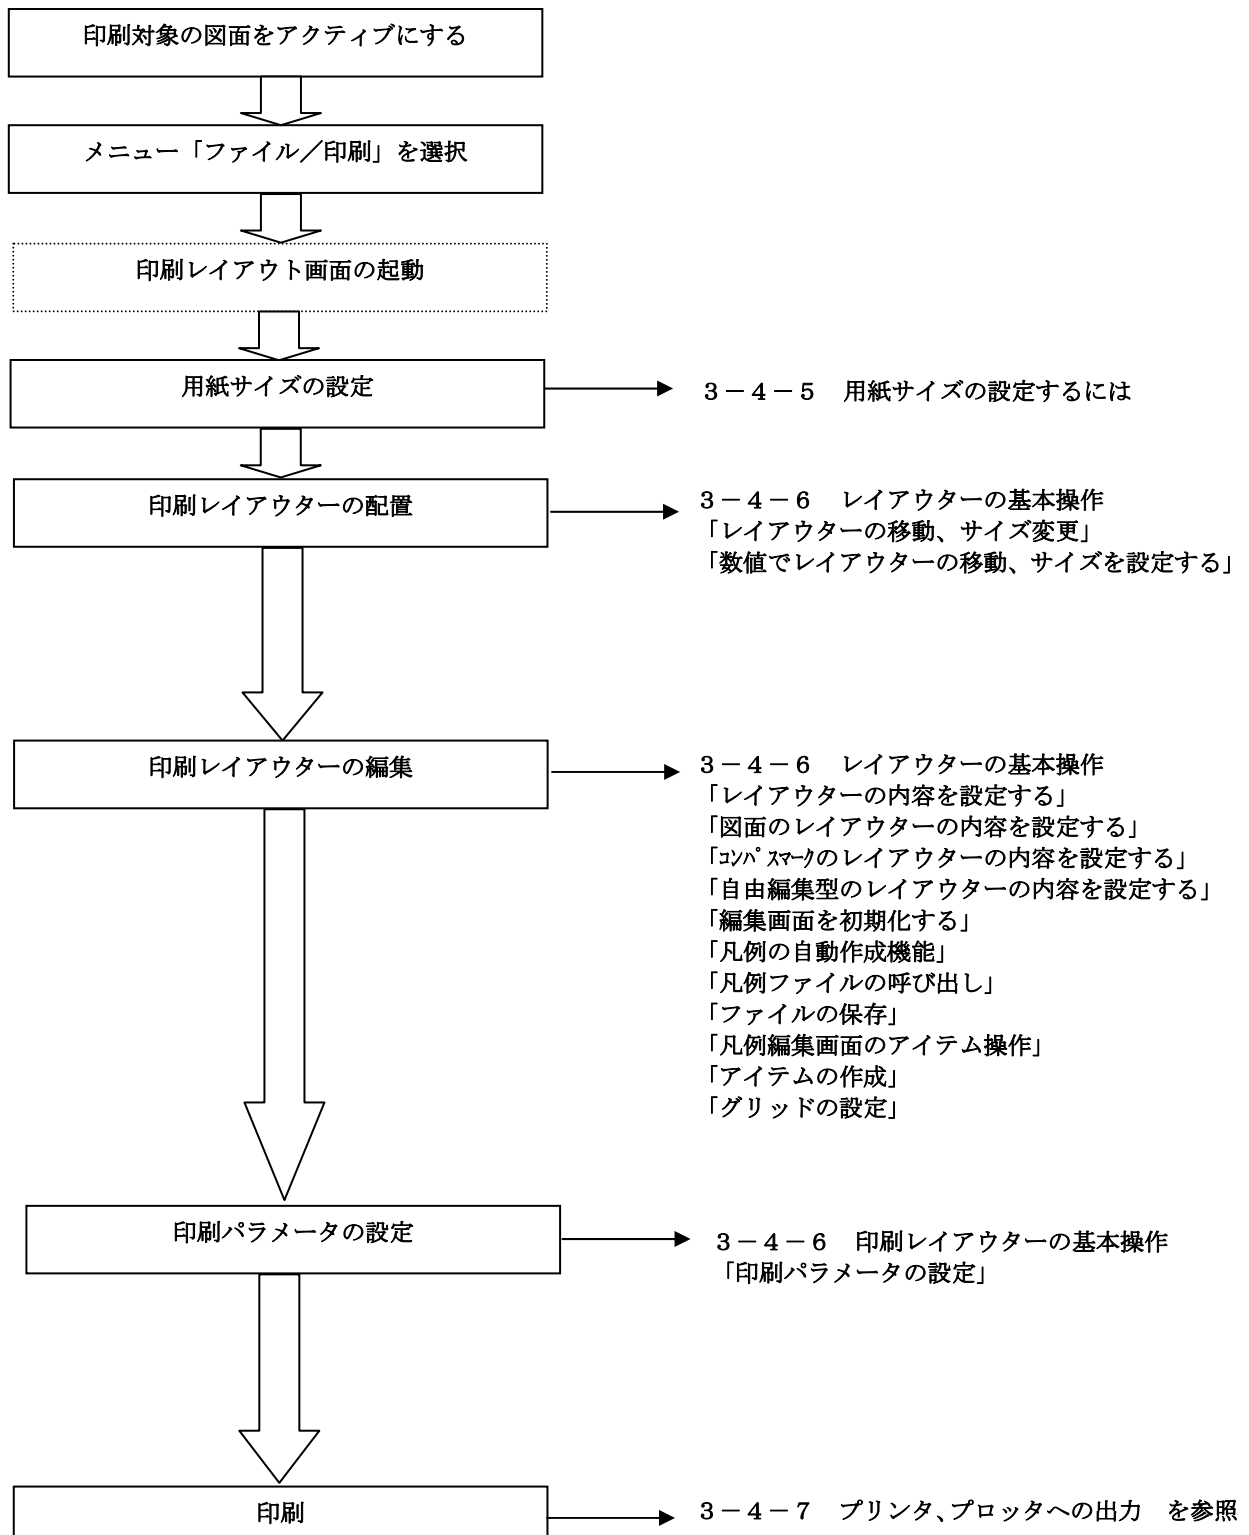 印刷対象の図面をアクティブにする
メニュー「ファイル／印刷」を選択
印刷レイアウト画面の起動
用紙サイズの設定
３－４－５　用紙サイズの設定するには
印刷レイアウターの配置
３－４－６　レイアウターの基本操作
「レイアウターの移動、サイズ変更」
「数値でレイアウターの移動、サイズを設定する」
印刷レイアウターの編集
３－４－６　レイアウターの基本操作
「レイアウターの内容を設定する」
「図面のレイアウターの内容を設定する」
「ｺﾝﾊﾟｽﾏｰｸのレイアウターの内容を設定する」
「自由編集型のレイアウターの内容を設定する」
「編集画面を初期化する」
「凡例の自動作成機能」
「凡例ファイルの呼び出し」
「ファイルの保存」
「凡例編集画面のアイテム操作」
「アイテムの作成」
「グリッドの設定」
印刷パラメータの設定
３－４－６　印刷レイアウターの基本操作
「印刷パラメータの設定」
印刷
３－４－７　プリンタ、プロッタへの出力　を参照